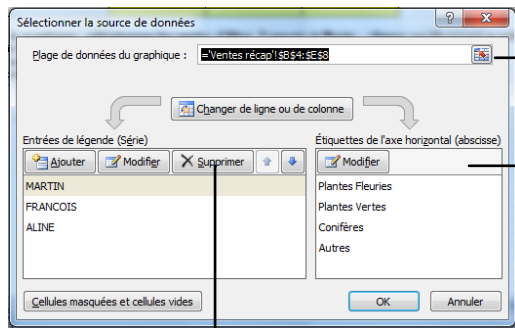 Sélectionner la source de données
Plage de données du graphique : ='Ventes récap'!$B$4:$E$8
Changer de ligne ou de colonne
Entrées de légende (Série)
Étiquettes de l'axe horizontal (abscisse)
Ajouter Modifier Supprimer
Modifier
MARTIN
Plantes Fleuries
FRANCOIS
Plantes Vertes
ALINE
Conifères
Autres
Cellules masquées et cellules vides
OK
Annuler